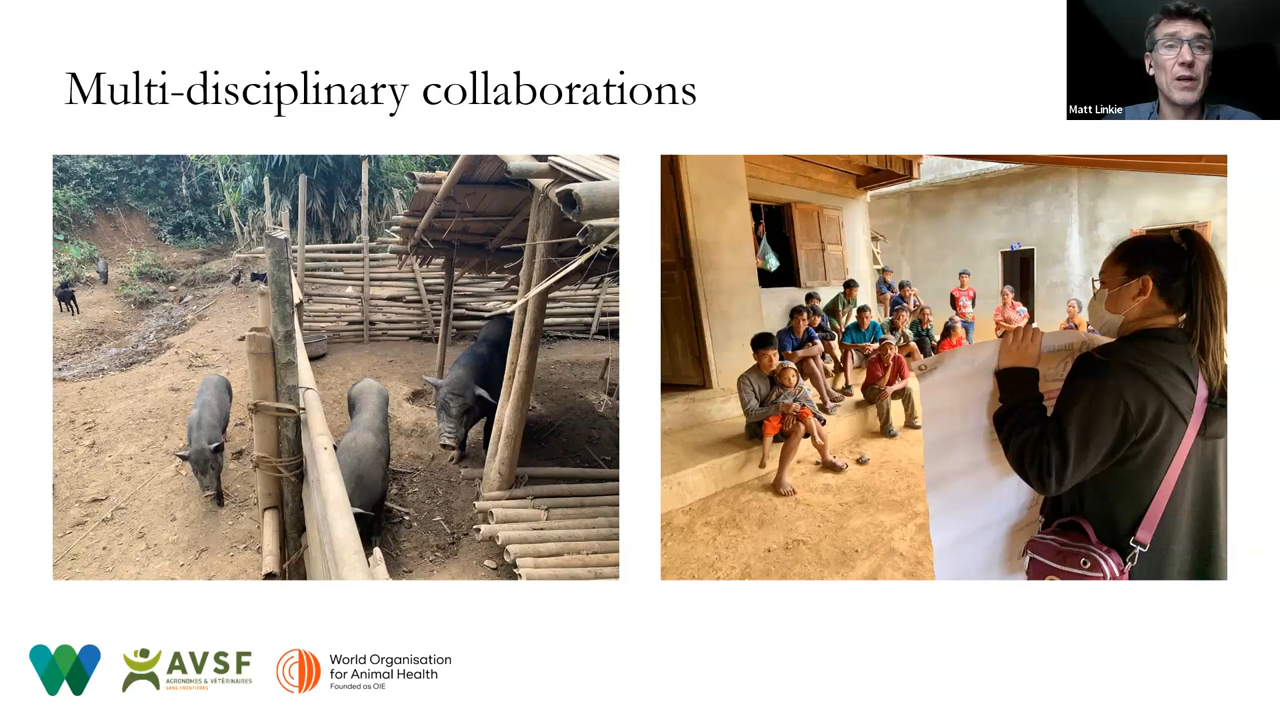 Multi-disciplinary collaborations
Matt Linkie
AVSF
AGRONOMES & VÉTÉRINAIRES
SANS FRONTIÈRES
World Organisation
for Animal Health
Founded as OIE